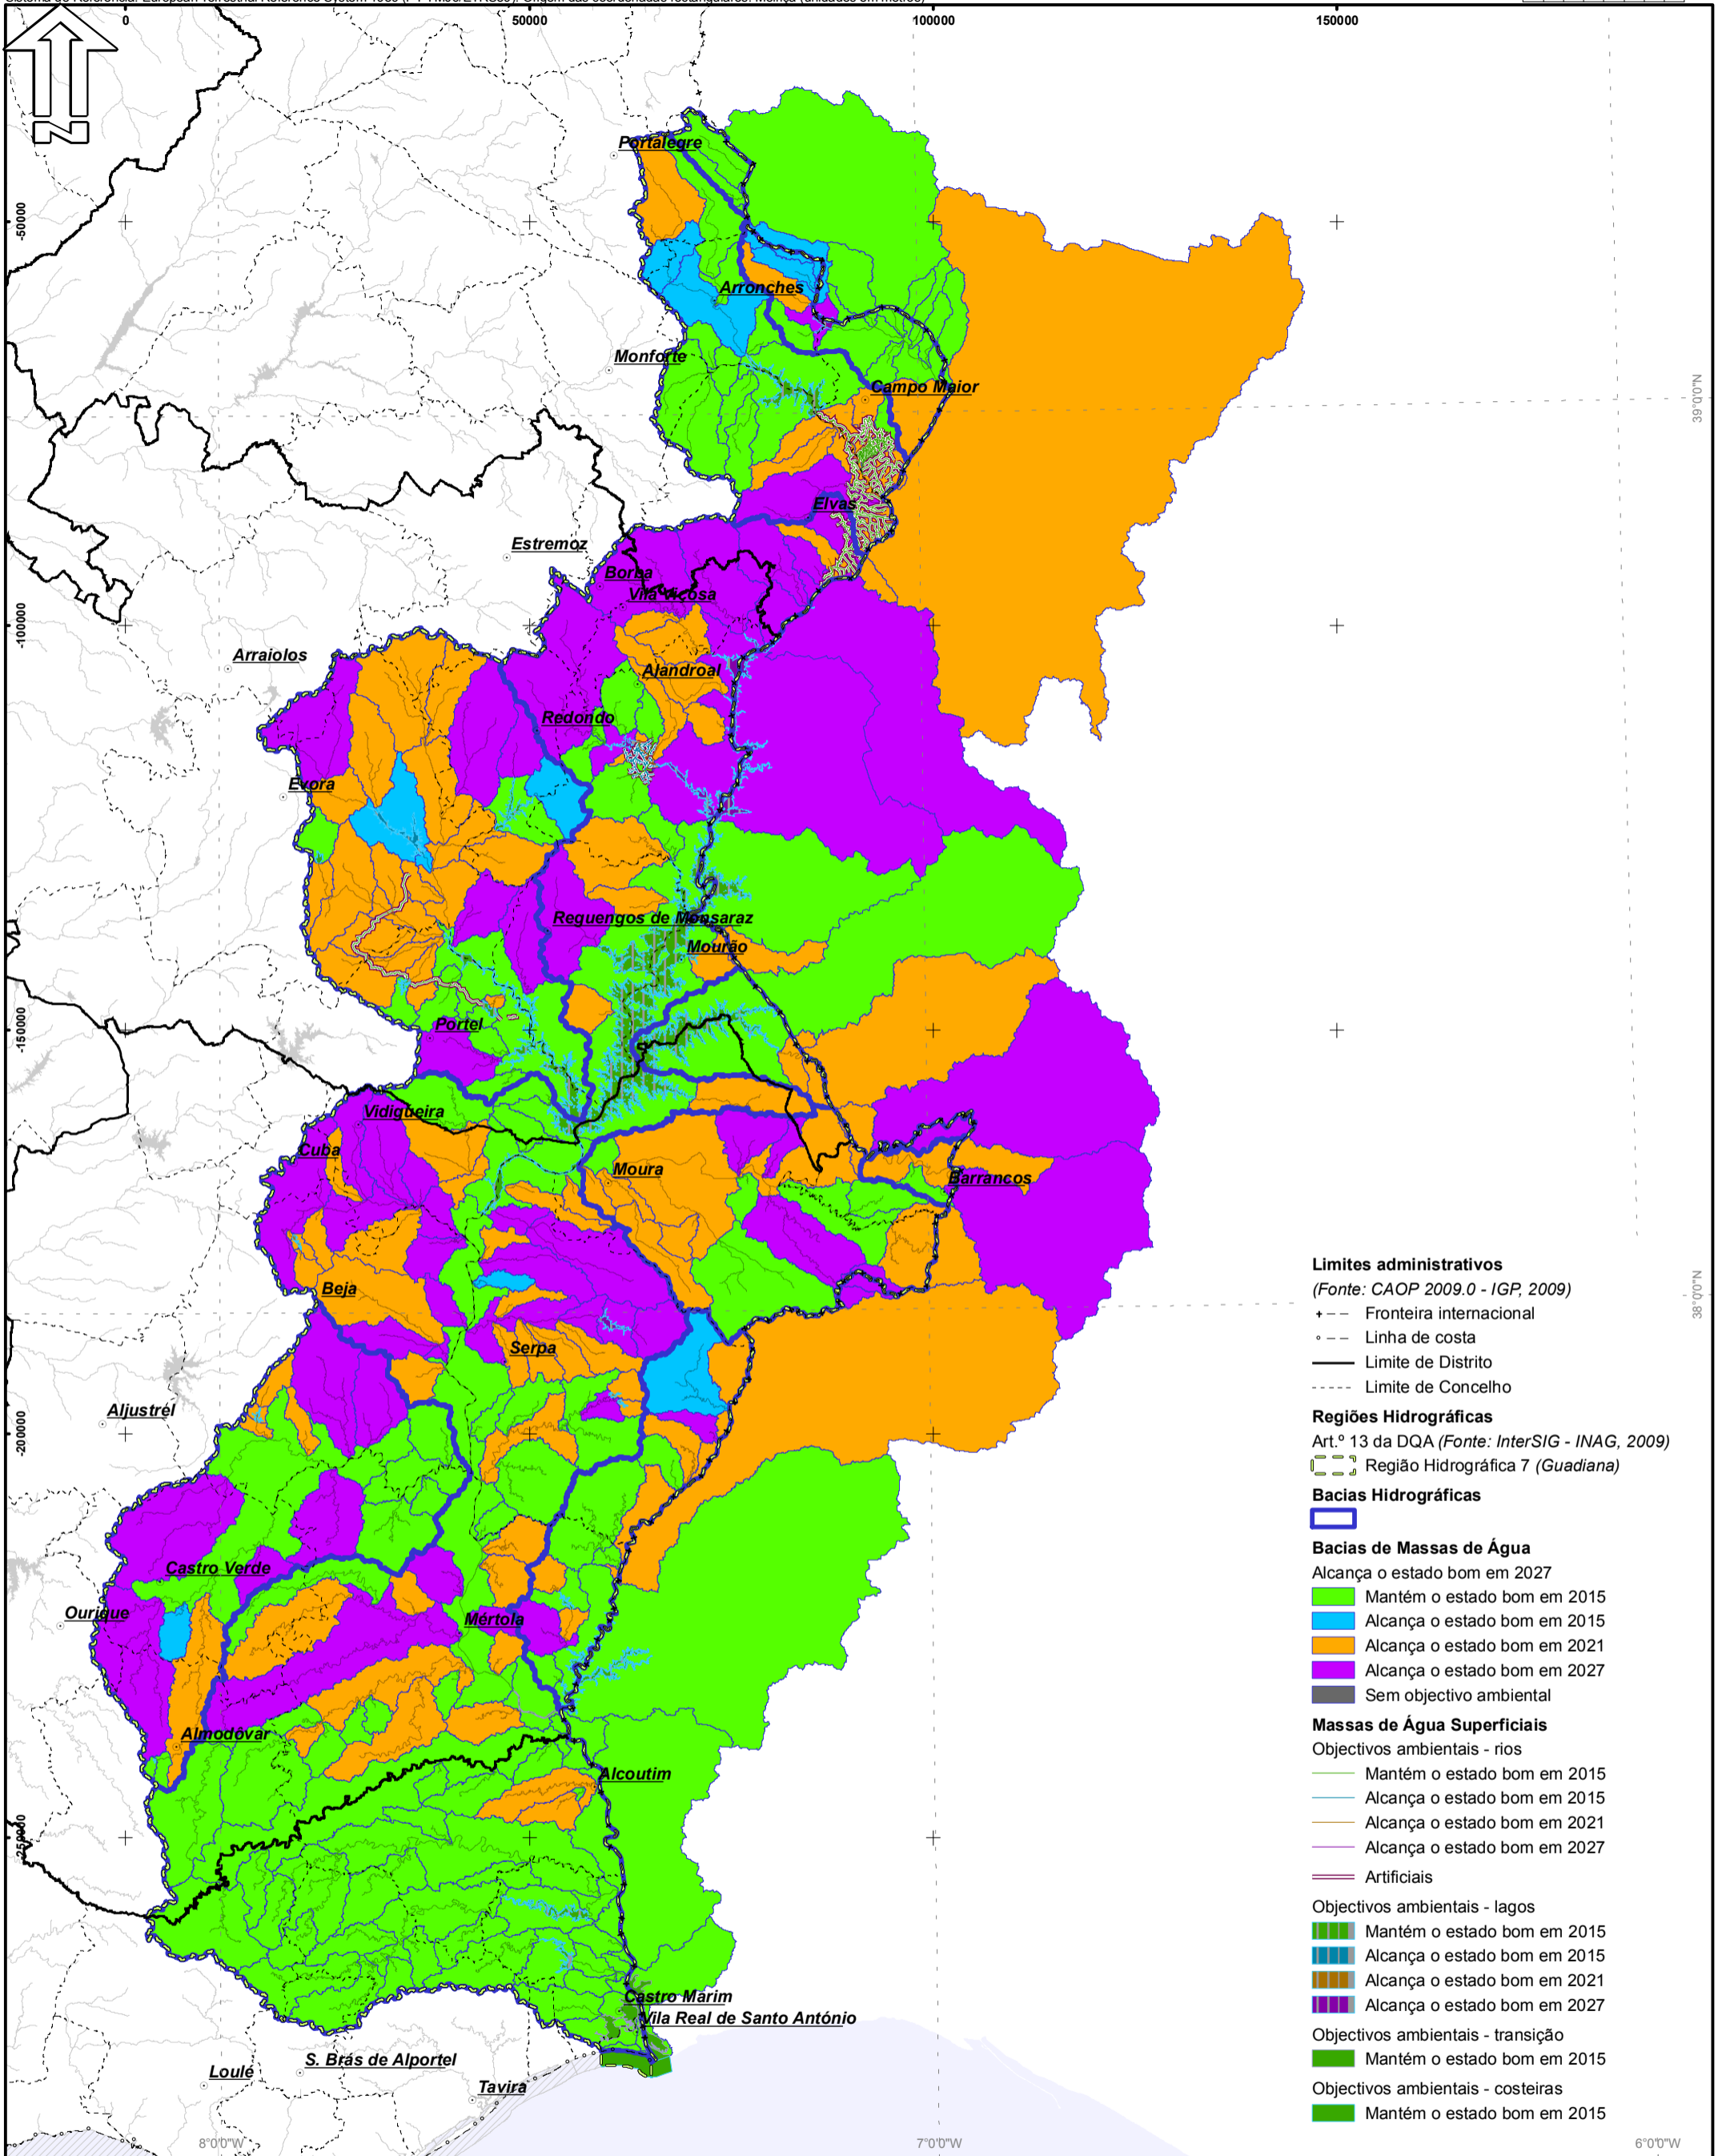 50000
100000
150000
N
-50000
-100000
-150000
-200000
-250000
39°0'0"N
38°0'0"N
Portalegre
Arronches
Monforte
Campo Maior
Elvas
Estremoz
Borba
Vila Viçosa
Arraiolos
Alandroal
Redondo
Evora
Reguengos de Monsaraz
Mourão
Portel
Vidigueira
Cuba
Moura
Barrancos
Beja
Serpa
Aljustrel
Castro Verde
Ourique
Mértola
Almodôvar
Alcoutim
Castro Marim
Vila Real de Santo António
S. Brás de Alportel
Loulé
Tavira
8°0'0"W
7°0'0"W
6°0'0"W
Limites administrativos
(Fonte: CAOP 2009.0 - IGP, 2009)
Fronteira internacional
Linha de costa
Limite de Distrito
Limite de Concelho
Regiões Hidrográficas
Art.º 13 da DQA (Fonte: InterSIG - INAG, 2009)
Região Hidrográfica 7 (Guadiana)
Bacias Hidrográficas
Bacias de Massas de Água
Alcança o estado bom em 2027
Mantém o estado bom em 2015
Alcança o estado bom em 2015
Alcança o estado bom em 2021
Alcança o estado bom em 2027
Sem objectivo ambiental
Massas de Água Superficiais
Objectivos ambientais - rios
Mantém o estado bom em 2015
Alcança o estado bom em 2015
Alcança o estado bom em 2021
Alcança o estado bom em 2027
Artificiais
Objectivos ambientais - lagos
Mantém o estado bom em 2015
Alcança o estado bom em 2015
Alcança o estado bom em 2021
Alcança o estado bom em 2027
Objectivos ambientais - transição
Mantém o estado bom em 2015
Objectivos ambientais - costeiras
Mantém o estado bom em 2015